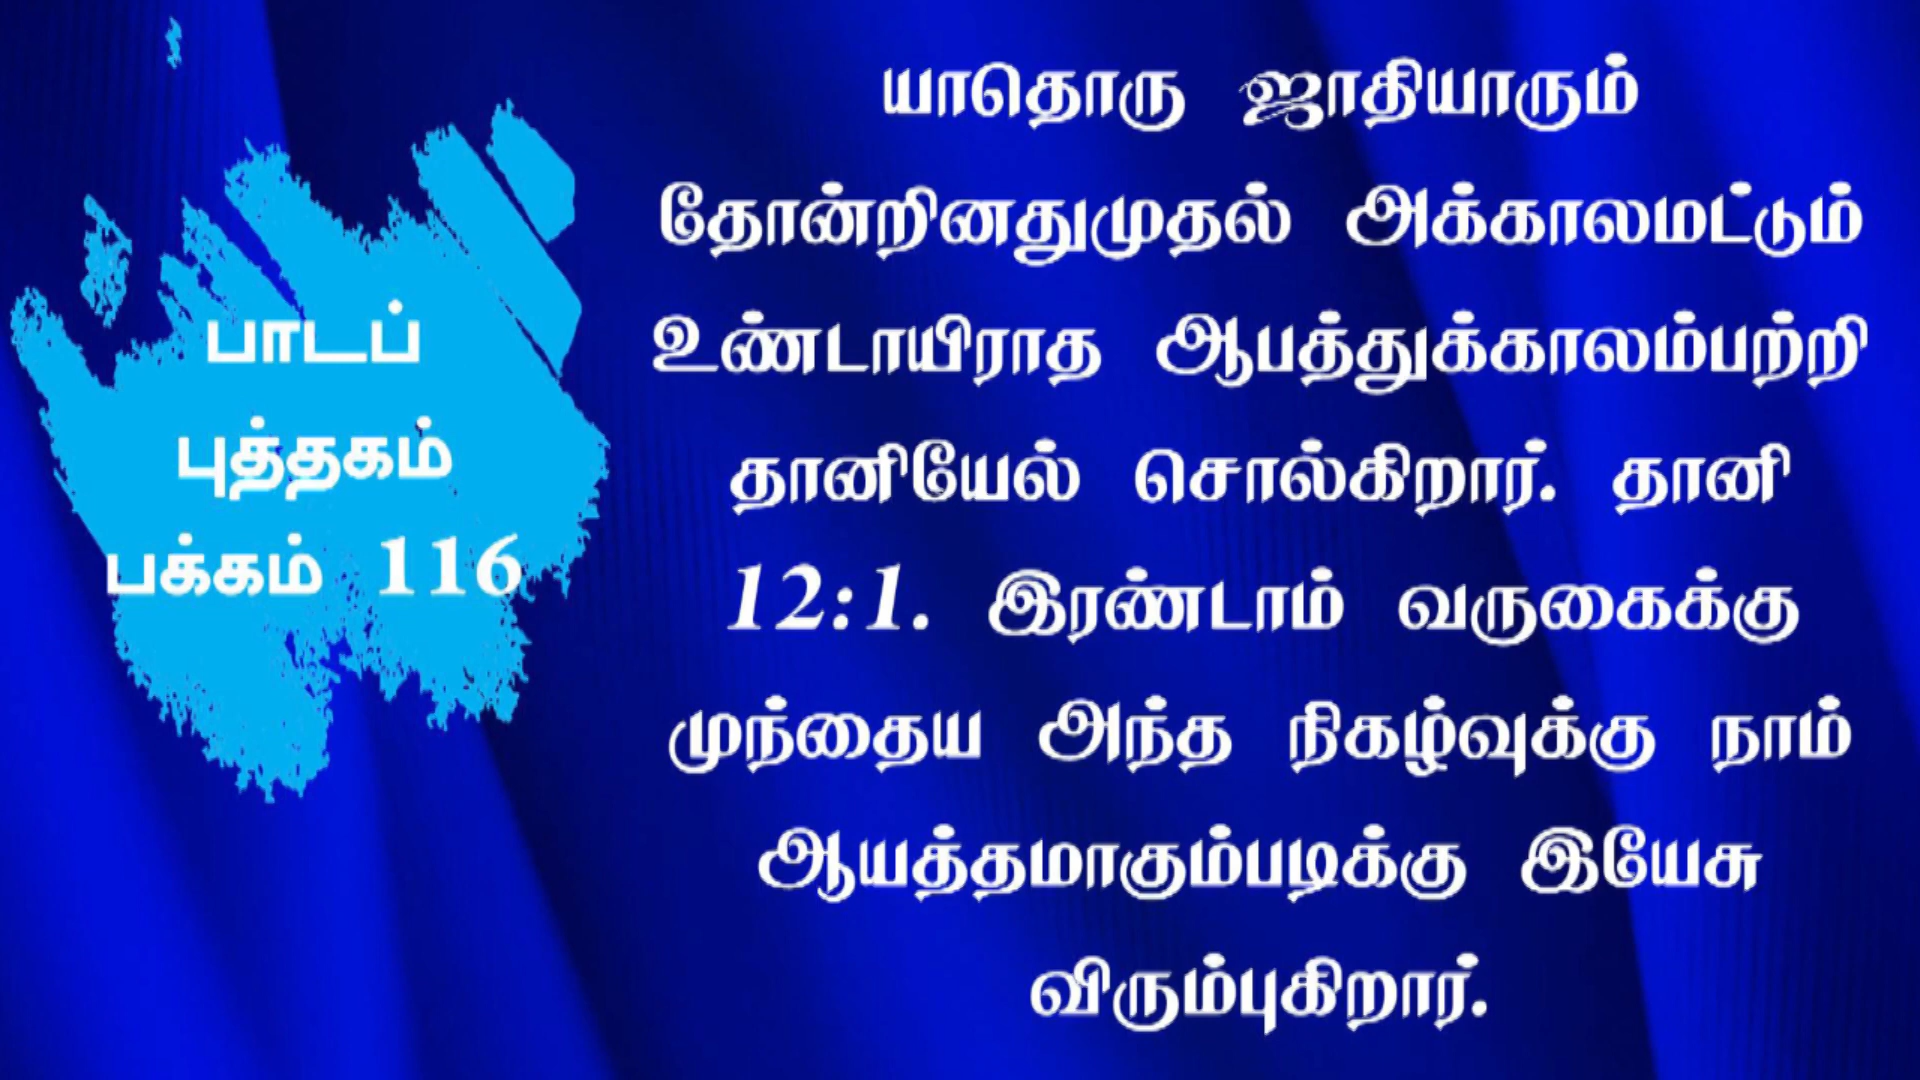 பாடப்
புத்தகம்
பக்கம் 116
யாதொரு ஜாதியாரும்
தோன்றினதுமுதல் அக்காலமட்டும்
உண்டாயிராத ஆபத்துக்காலம்பற்றி
தானியேல் சொல்கிறார். தானி
12:1. இரண்டாம் வருகைக்கு
முந்தைய அந்த நிகழ்வுக்கு நாம்
ஆயத்தமாகும்படிக்கு இயேசு
விரும்புகிறார்.